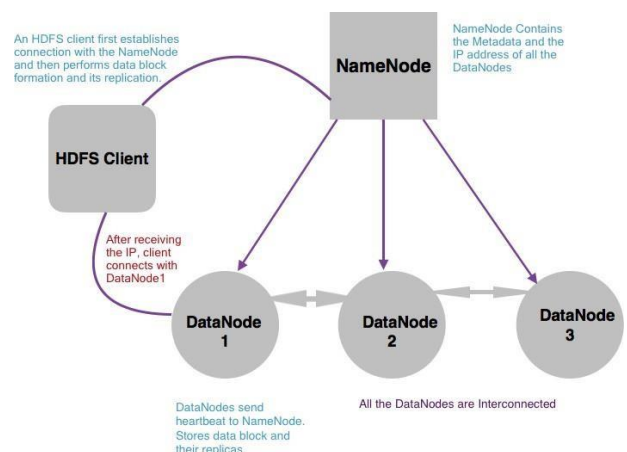 An HDFS client first establishes
connection with the NameNode
and then performs data block
formation and its replication.
NameNode
NameNode Contains
the Metadata and the
IP address of all the
DataNodes
HDFS Client
After receiving
the IP, client
connects with
DataNode1
DataNode
1
DataNode
2
DataNode
3
DataNodes send
heartbeat to NameNode.
Stores data block and
their replicas
All the DataNodes are Interconnected